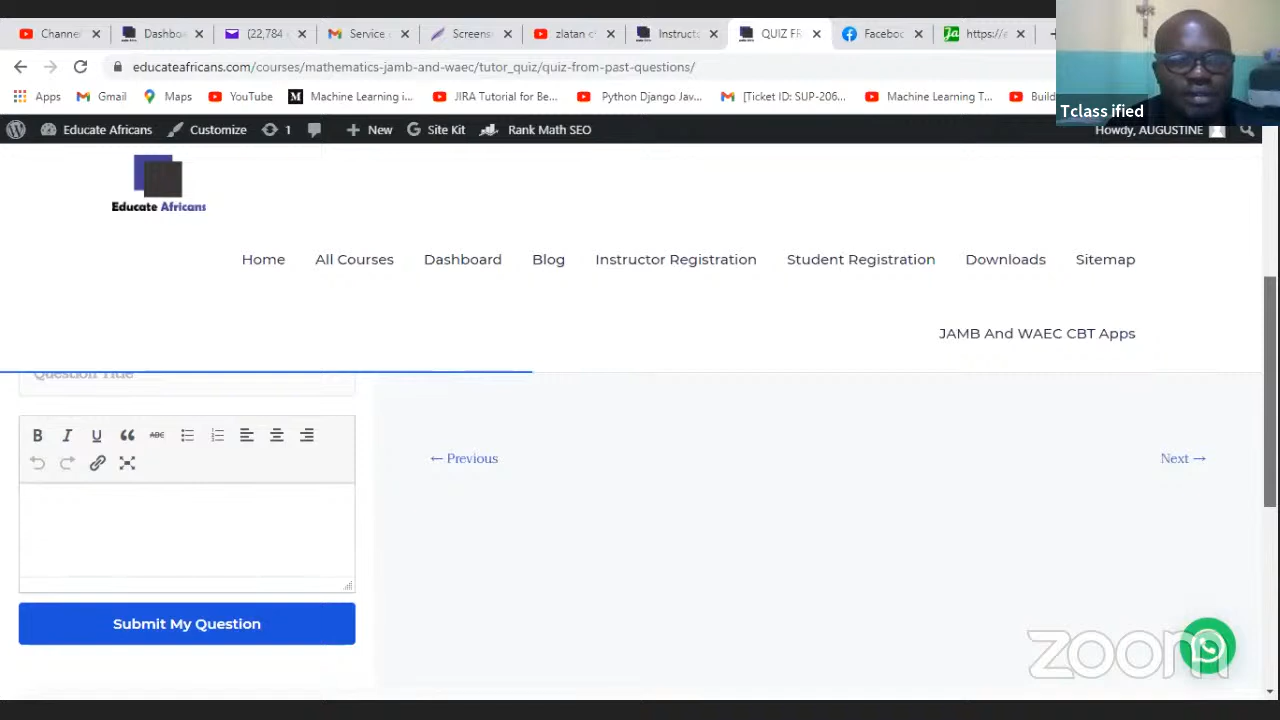 Channe
Dashbo
(22,784
Service
Screens
zlatan
Instruct
QUIZ FR
Faceboc
https://e
educateafricans.com/courses/mathematics-jamb-and-waec/tutor_quiz/quiz-from-past-questions/
Apps
Gmail
Maps
YouTube
Machine Learning i...
JIRA Tutorial for Be...
Python Django Jav...
[Ticket ID: SUP-206...
Machine Learning T...
Build
Tclass ified
Educate Africans
Customize
1
New
Site Kit
Rank Math SEO
Howdy, AUGUSTINE
Educate Africans
Home
All Courses
Dashboard
Blog
Instructor Registration
Student Registration
Downloads
Sitemap
JAMB And WAEC CBT Apps
Question Title
B I U ABC
← Previous
Next →
Submit My Question
zoom